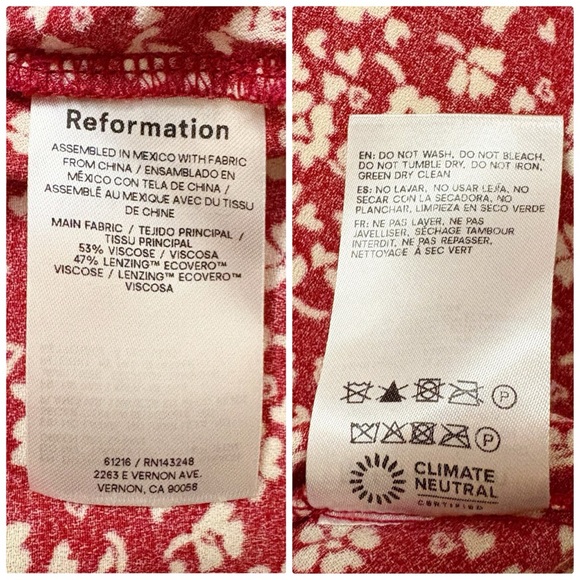 Reformation
ASSEMBLED IN MEXICO WITH FABRIC
FROM CHINA / ENSAMBLADO EN
MÉXICO CON TELA DE CHINA /
ASSEMBLÉ AU MEXIQUE AVEC DU TISSU
DE CHINE
MAIN FABRIC / TEJIDO PRINCIPAL /
TISSU PRINCIPAL
53% VISCOSE / VISCOSA
47% LENZING™ ECOVERO™
VISCOSE / LENZING™ ECOVERO™
VISCOSA
61216 / RN143248
2263 E VERNON AVE.
VERNON, CA 90058
EN: DO NOT WASH, DO NOT BLEACH,
DO NOT TUMBLE DRY, DO NOT IRON,
GREEN DRY CLEAN
ES: NO LAVAR, NO USAR LEJÍA, NO
SECAR CON LA SECADORA, NO
PLANCHAR, LIMPIEZA EN SECO VERDE
FR: NE PAS LAVER, NE PAS
JAVELLISER, SÉCHAGE TAMBOUR
INTERDIT, NE PAS REPASSER,
NETTOYAGE À SEC VERT
P
P
CLIMATE
NEUTRAL
CERTIFIED